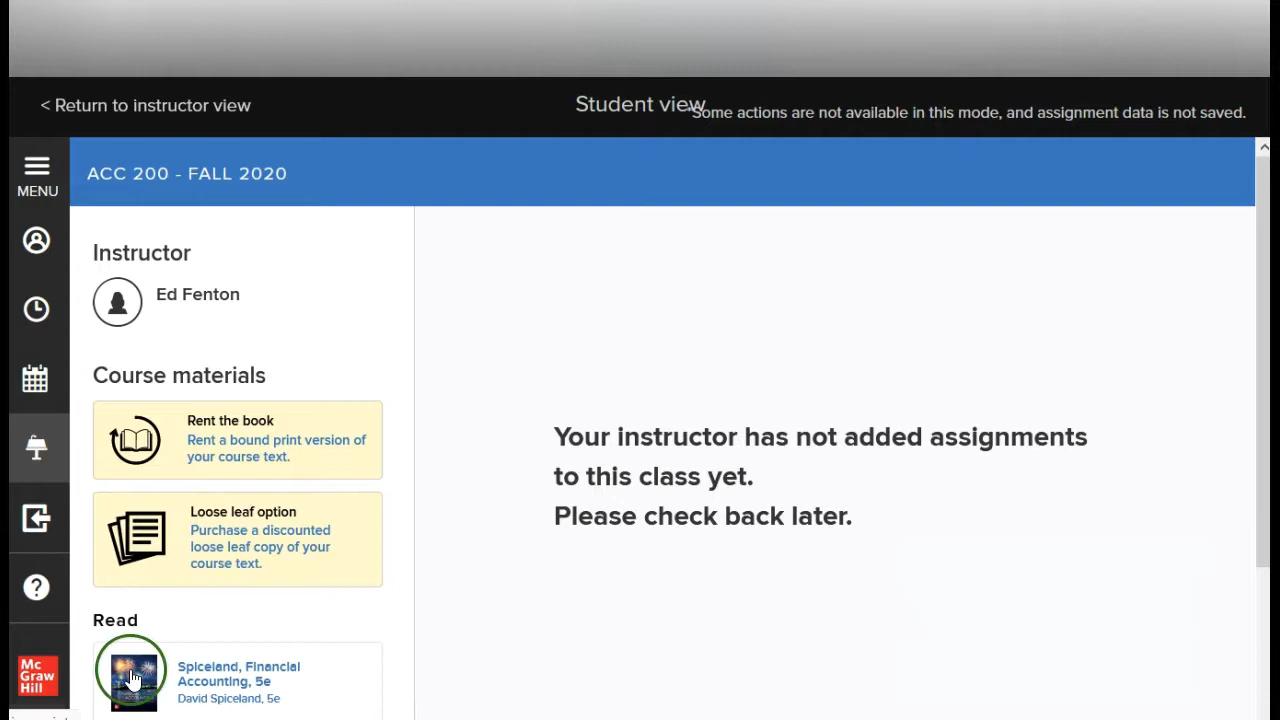 < Return to instructor view
Student view
*Some actions are not available in this mode, and assignment data is not saved.
MENU
ACC 200 - FALL 2020
Instructor
Ed Fenton
Course materials
Rent the book
Rent a bound print version of
your course text.
Loose leaf option
Purchase a discounted
loose leaf copy of your
course text.
Read
Spiceland, Financial
Accounting, 5e
David Spiceland, 5e
Your instructor has not added assignments
to this class yet.
Please check back later.
?
Mc
Graw
Hill